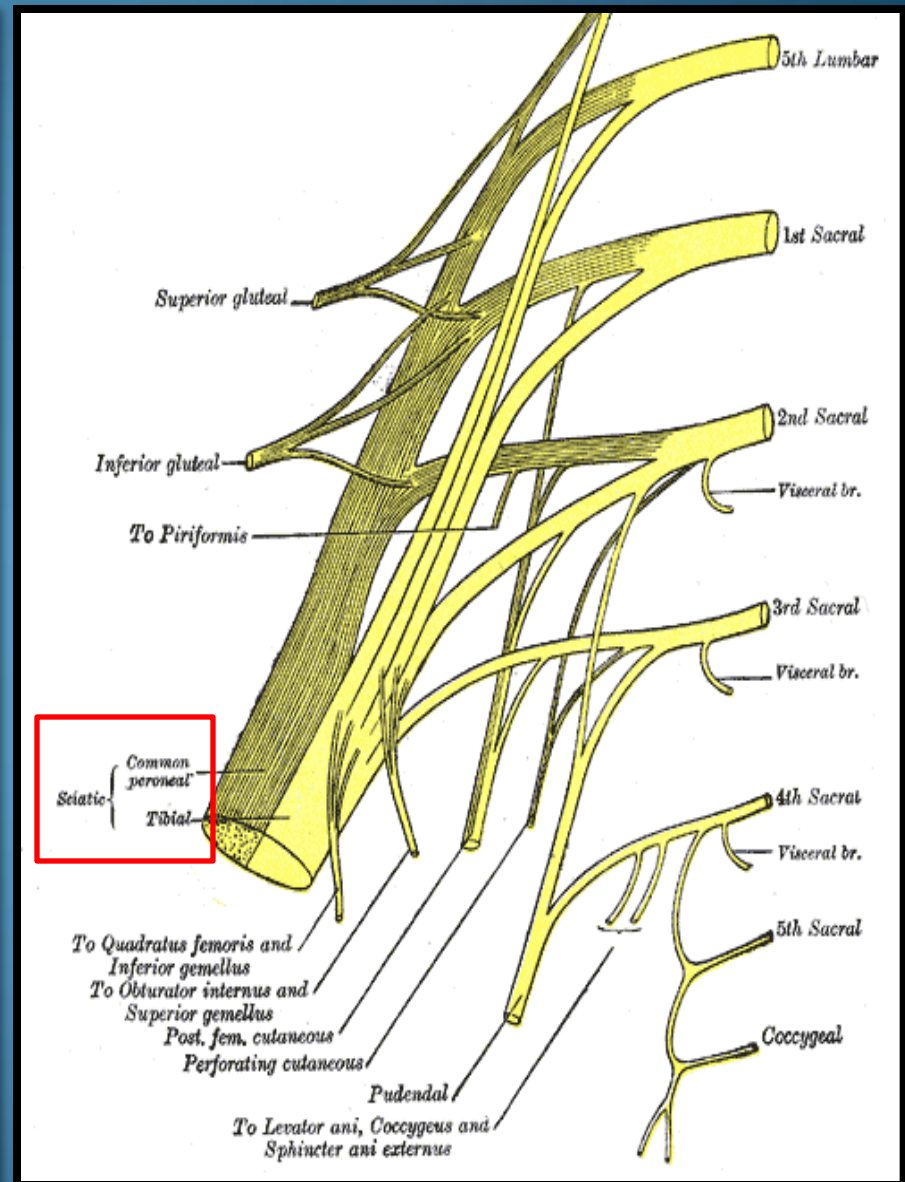 5th Lumbar
1st Sacral
Superior gluteal
2nd Sacral
Inferior gluteal
Visceral br.
To Piriformis
3rd Sacral
Visceral br.
Common
peroneal
Sciatic
Tibial
4th Sacral
Visceral br.
5th Sacral
To Quadratus femoris and
Inferior gemellus
To Obturator internus and
Superior gemellus
Post. fem. cutaneous
Perforating cutaneous
Coccygeal
Pudendal
To Levator ani, Coccygeus and
Sphincter ani externus